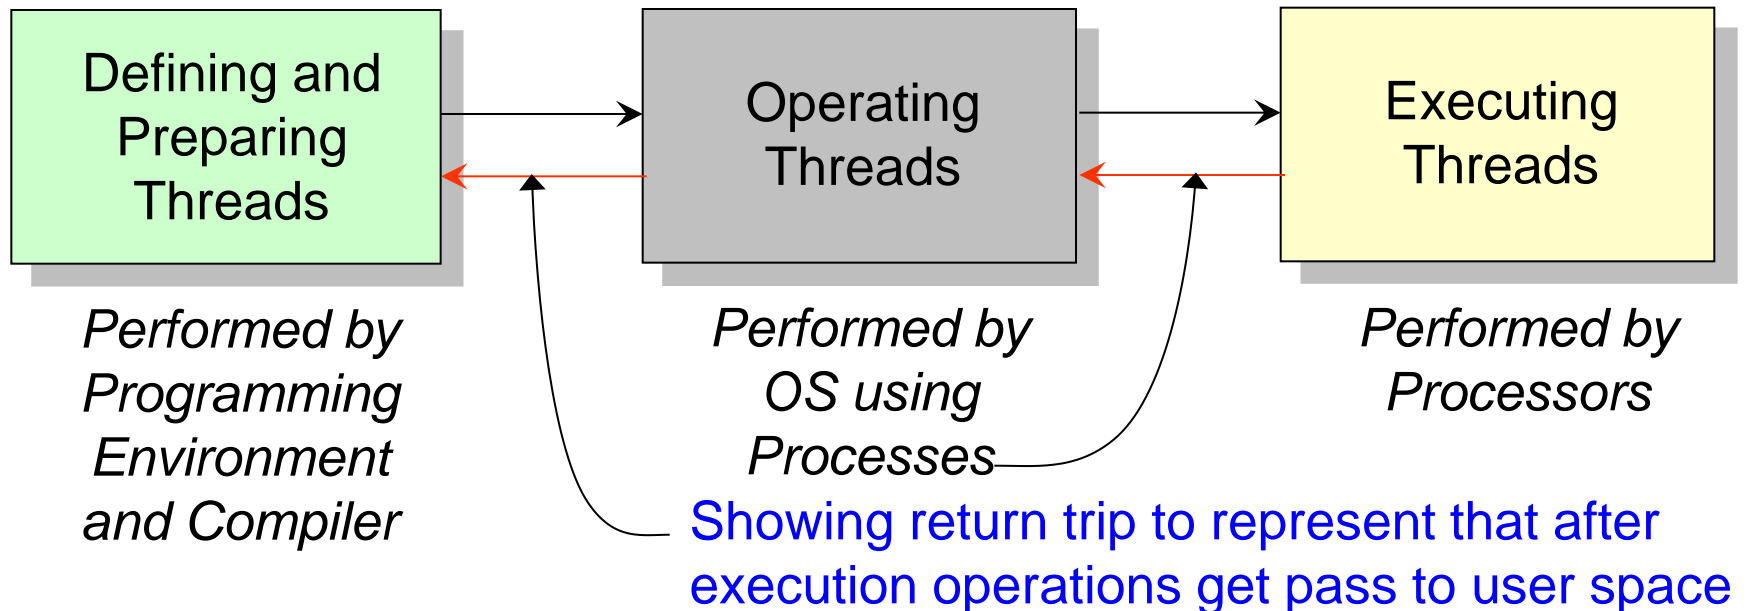 Defining and
Preparing
Threads
Operating
Threads
Executing
Threads
Performed by
Programming
Environment
and Compiler
Performed by
OS using
Processes
Performed by
Processors
Showing return trip to represent that after
execution operations get pass to user space